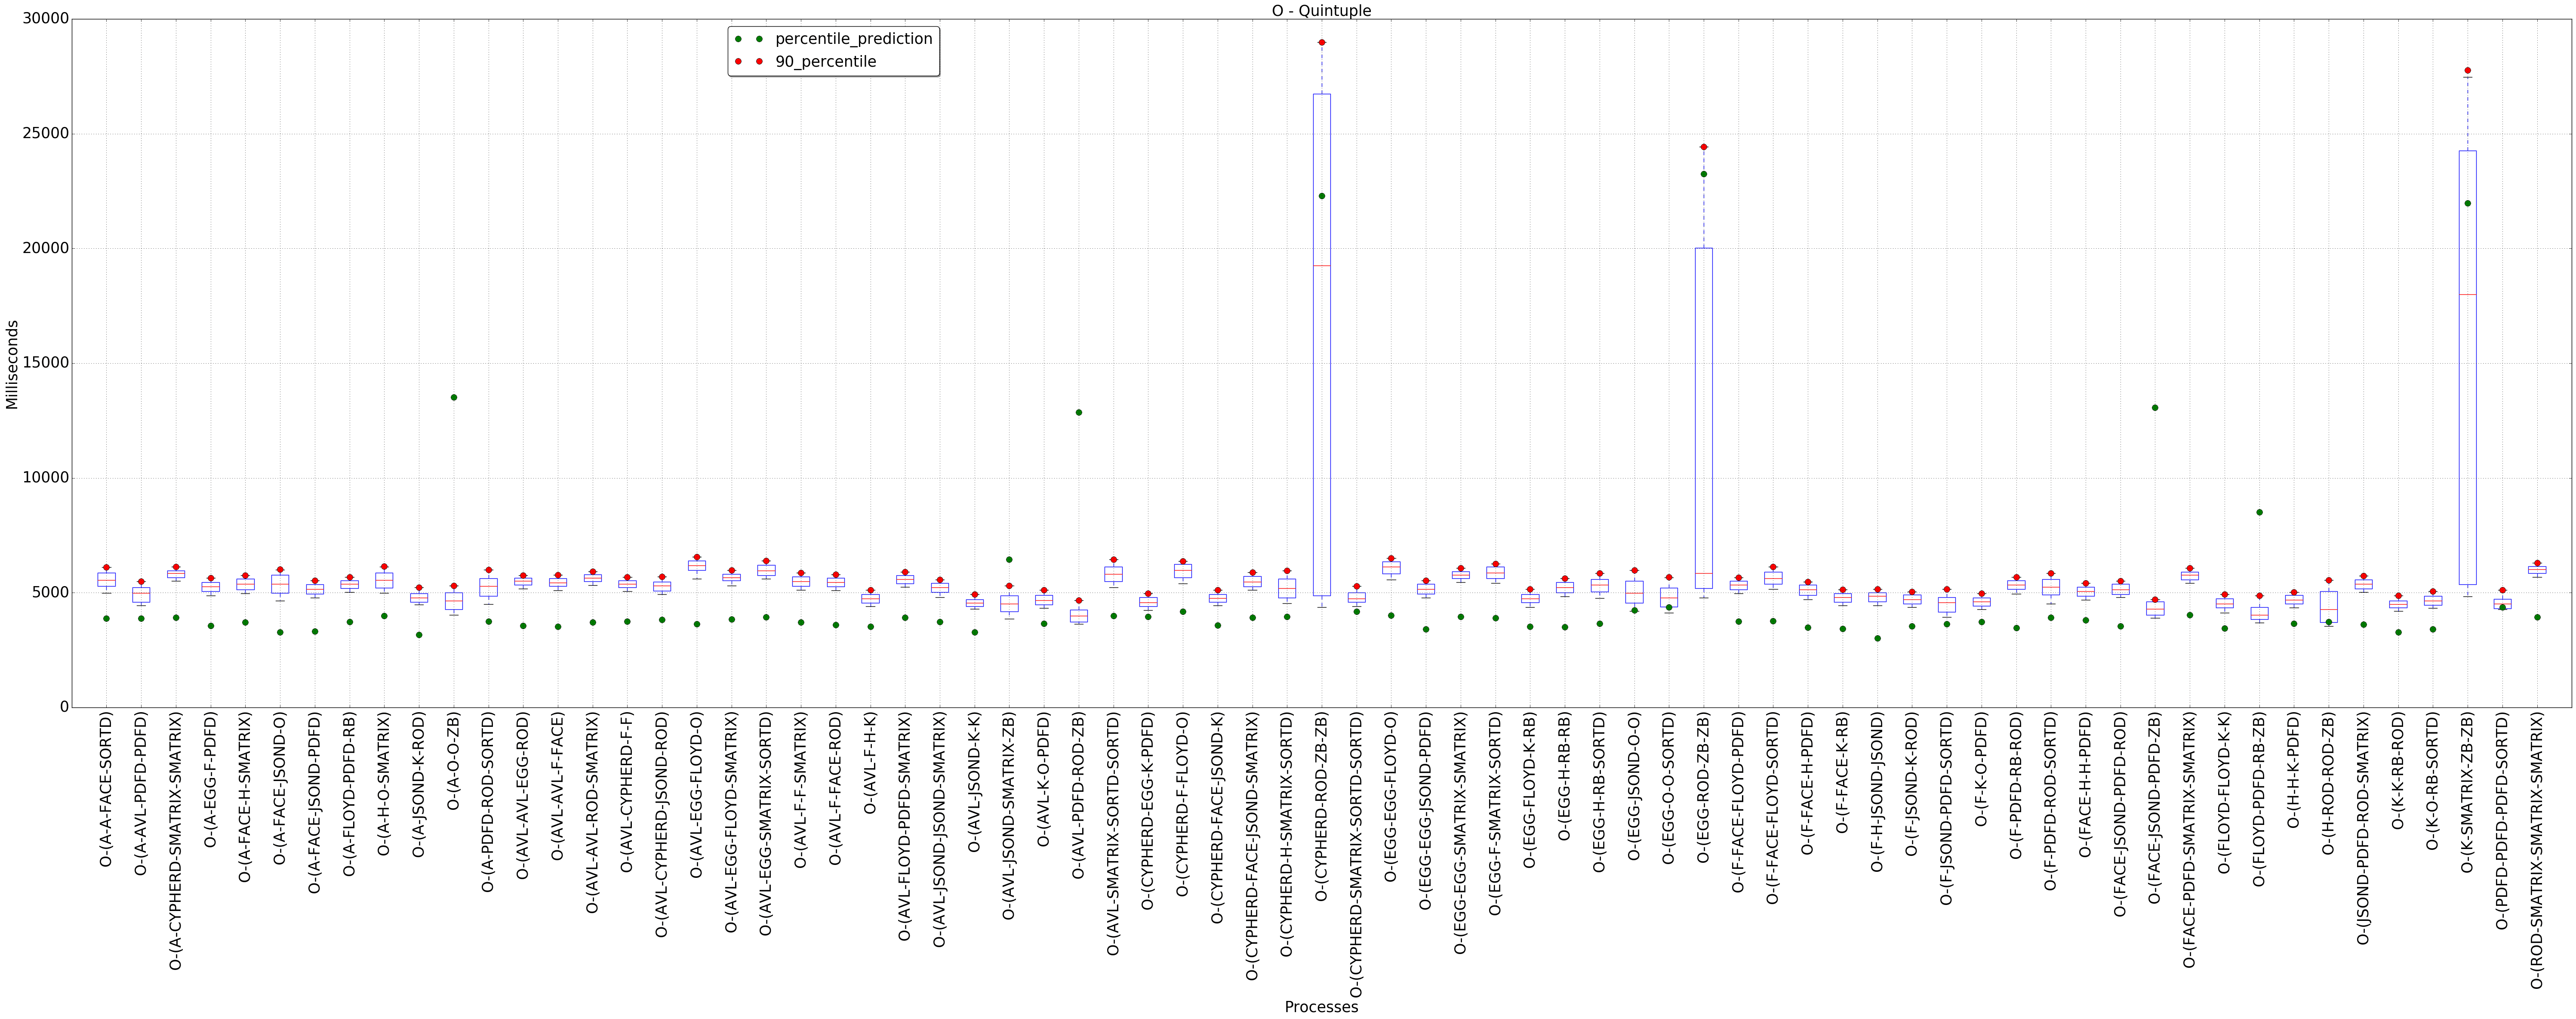 O - Quintuple
percentile_prediction
90_percentile
30000
25000
20000
15000
10000
5000
0
Milliseconds
O-(A-A-FACE-SORTD)
O-(A-AVL-PDFD-PDFD)
O-(A-CYPHERD-SMATRIX-SMATRIX)
O-(A-EGG-F-PDFD)
O-(A-FACE-H-SMATRIX)
O-(A-FACE-JSOND-O)
O-(A-FACE-JSOND-PDFD)
O-(A-FLOYD-PDFD-RB)
O-(A-H-O-SMATRIX)
O-(A-JSOND-K-ROD)
O-(A-O-O-ZB)
O-(A-PDFD-ROD-SORTD)
O-(AVL-AVL-EGG-ROD)
O-(AVL-AVL-F-FACE)
O-(AVL-AVL-ROD-SMATRIX)
O-(AVL-CYPHERD-F-F)
O-(AVL-CYPHERD-JSOND-ROD)
O-(AVL-EGG-FLOYD-O)
O-(AVL-EGG-FLOYD-SMATRIX)
O-(AVL-EGG-SMATRIX-SORTD)
O-(AVL-F-F-SMATRIX)
O-(AVL-F-FACE-ROD)
O-(AVL-F-H-K)
O-(AVL-FLOYD-PDFD-SMATRIX)
O-(AVL-JSOND-JSOND-SMATRIX)
O-(AVL-JSOND-K-K)
O-(AVL-JSOND-SMATRIX-ZB)
O-(AVL-K-O-PDFD)
O-(AVL-PDFD-ROD-ZB)
O-(AVL-SMATRIX-SORTD-SORTD)
O-(CYPHERD-EGG-K-PDFD)
O-(CYPHERD-F-FLOYD-O)
O-(CYPHERD-FACE-JSOND-K)
O-(CYPHERD-FACE-JSOND-SMATRIX)
O-(CYPHERD-H-SMATRIX-SORTD)
O-(CYPHERD-ROD-ZB-ZB)
O-(CYPHERD-SMATRIX-SORTD-SORTD)
O-(EGG-EGG-FLOYD-O)
O-(EGG-EGG-JSOND-PDFD)
O-(EGG-EGG-SMATRIX-SMATRIX)
O-(EGG-F-SMATRIX-SORTD)
O-(EGG-FLOYD-K-RB)
O-(EGG-H-RB-RB)
O-(EGG-H-RB-SORTD)
O-(EGG-JSOND-O-O)
O-(EGG-O-O-SORTD)
O-(EGG-ROD-ZB-ZB)
O-(F-FACE-FLOYD-PDFD)
O-(F-FACE-FLOYD-SORTD)
O-(F-FACE-H-PDFD)
O-(F-FACE-K-RB)
O-(F-H-JSOND-JSOND)
O-(F-JSOND-K-ROD)
O-(F-JSOND-PDFD-SORTD)
O-(F-K-O-PDFD)
O-(F-PDFD-RB-ROD)
O-(F-PDFD-ROD-SORTD)
O-(FACE-H-H-PDFD)
O-(FACE-JSOND-PDFD-ROD)
O-(FACE-JSOND-PDFD-ZB)
O-(FACE-PDFD-SMATRIX-SMATRIX)
O-(FLOYD-FLOYD-K-K)
O-(FLOYD-PDFD-RB-ZB)
O-(H-H-K-PDFD)
O-(H-ROD-ROD-ZB)
O-(JSOND-PDFD-ROD-SMATRIX)
O-(K-K-RB-ROD)
O-(K-O-RB-SORTD)
O-(K-SMATRIX-ZB-ZB)
O-(PDFD-PDFD-PDFD-SORTD)
O-(ROD-SMATRIX-SMATRIX-SMATRIX)
Processes